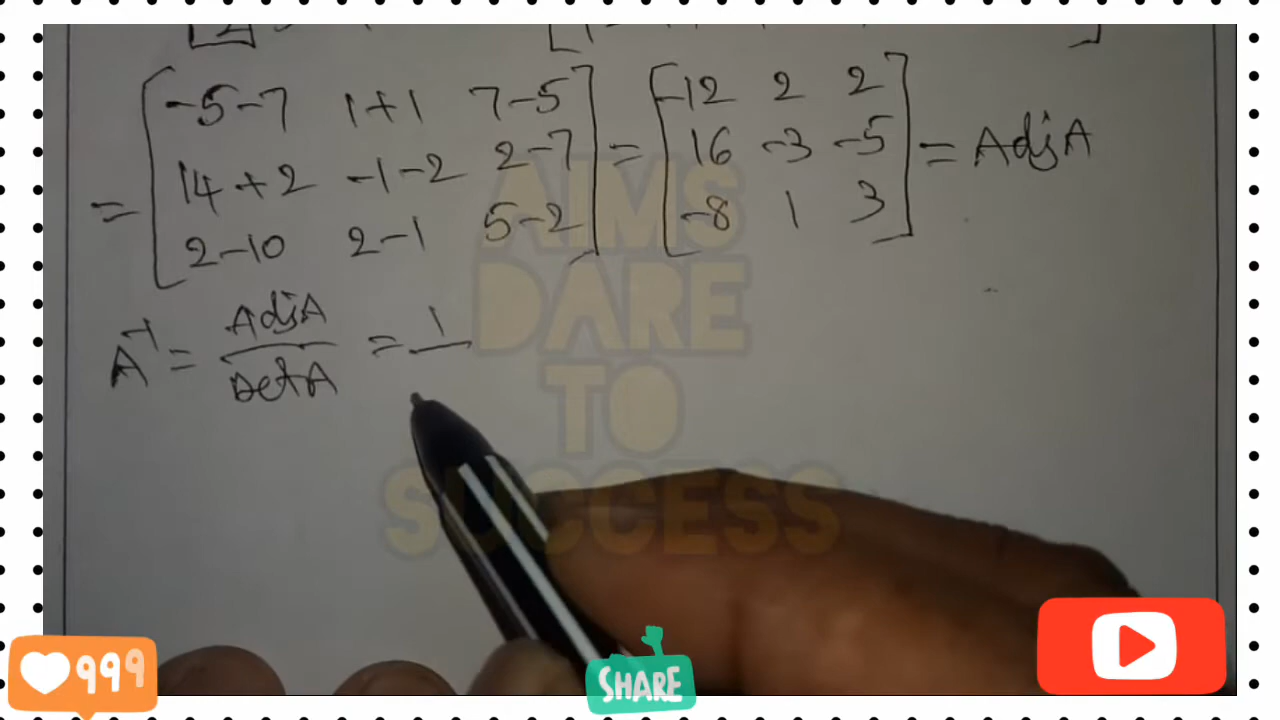 = [ -5-7 1+1 7-5 ] = [ -12 2 2 ] = AdjA
14+2 -1-2 2-7 16 -3 -5
2-10 2-1 5-2 -8 1 3
A⁻¹ = AdjA / DetA = 1 /
AIMS
DARE
TO
SUCCESS
999
SHARE